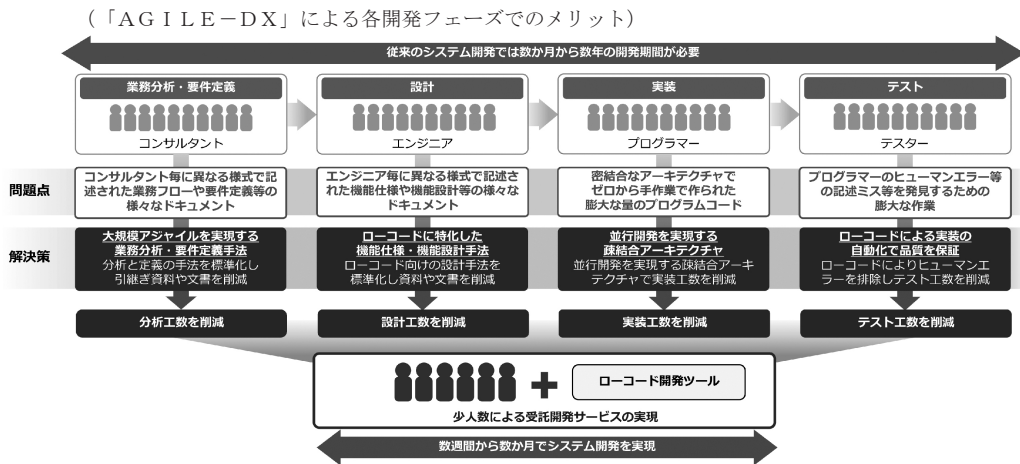 （「ＡＧＩＬＥ－ＤＸ」による各開発フェーズでのメリット）
従来のシステム開発では数か月から数年の開発期間が必要
業務分析・要件定義
コンサルタント
設計
エンジニア
実装
プログラマー
テスト
テスター
問題点
コンサルタント毎に異なる様式で記
述された業務フローや要件定義等の
様々なドキュメント
エンジニア毎に異なる様式で記述さ
れた機能仕様や機能設計等の様々な
ドキュメント
密結合なアーキテクチャで
ゼロから手作業で作られた
膨大な量のプログラムコード
プログラマーのヒューマンエラー等
の記述ミス等を発見するための
膨大な作業
解決策
大規模アジャイルを実現する
業務分析・要件定義手法
分析と定義の手法を標準化し
引継ぎ資料や文書を削減
ローコードに特化した
機能仕様・機能設計手法
ローコード向けの設計手法を
標準化し資料や文書を削減
並行開発を実現する
疎結合アーキテクチャ
並行開発を実現する疎結合アーキ
テクチャで実装工数を削減
ローコードによる実装の
自動化で品質を保証
ローコードによりヒューマンエ
ラーを排除しテスト工数を削減
分析工数を削減
設計工数を削減
実装工数を削減
テスト工数を削減
＋
ローコード開発ツール
少人数による受託開発サービスの実現
数週間から数か月でシステム開発を実現